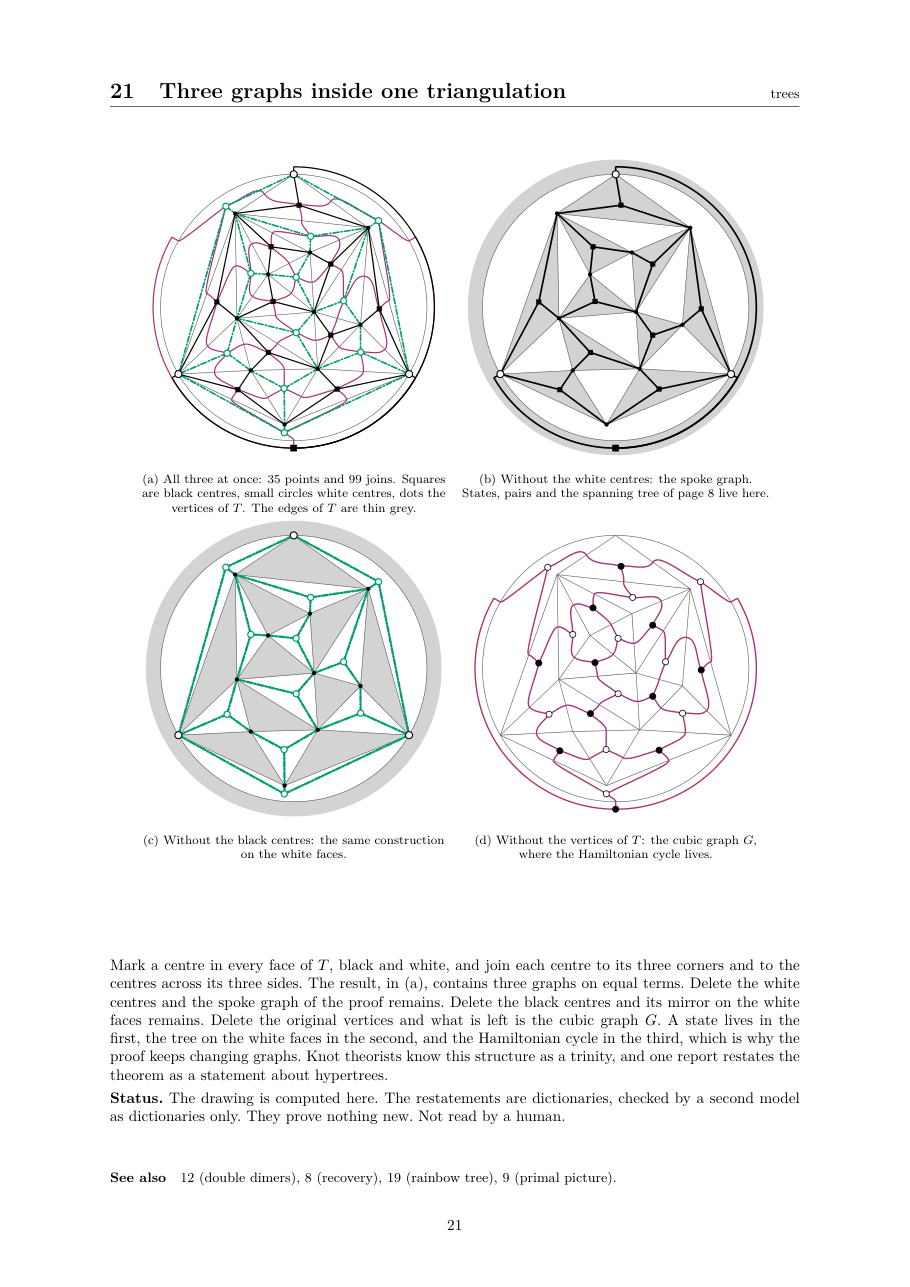 21 Three graphs inside one triangulation trees
(a) All three at once: 35 points and 99 joins. Squares
are black centres, small circles white centres, dots the
vertices of T. The edges of T are thin grey.
(b) Without the white centres: the spoke graph.
States, pairs and the spanning tree of page 8 live here.
(c) Without the black centres: the same construction
on the white faces.
(d) Without the vertices of T: the cubic graph G,
where the Hamiltonian cycle lives.
Mark a centre in every face of T, black and white, and join each centre to its three corners and to the
centres across its three sides. The result, in (a), contains three graphs on equal terms. Delete the white
centres and the spoke graph of the proof remains. Delete the black centres and its mirror on the white
faces remains. Delete the original vertices and what is left is the cubic graph G. A state lives in the
first, the tree on the white faces in the second, and the Hamiltonian cycle in the third, which is why the
proof keeps changing graphs. Knot theorists know this structure as a trinity, and one report restates the
theorem as a statement about hypertrees.
Status. The drawing is computed here. The restatements are dictionaries, checked by a second model
as dictionaries only. They prove nothing new. Not read by a human.
See also 12 (double dimers), 8 (recovery), 19 (rainbow tree), 9 (primal picture).
21